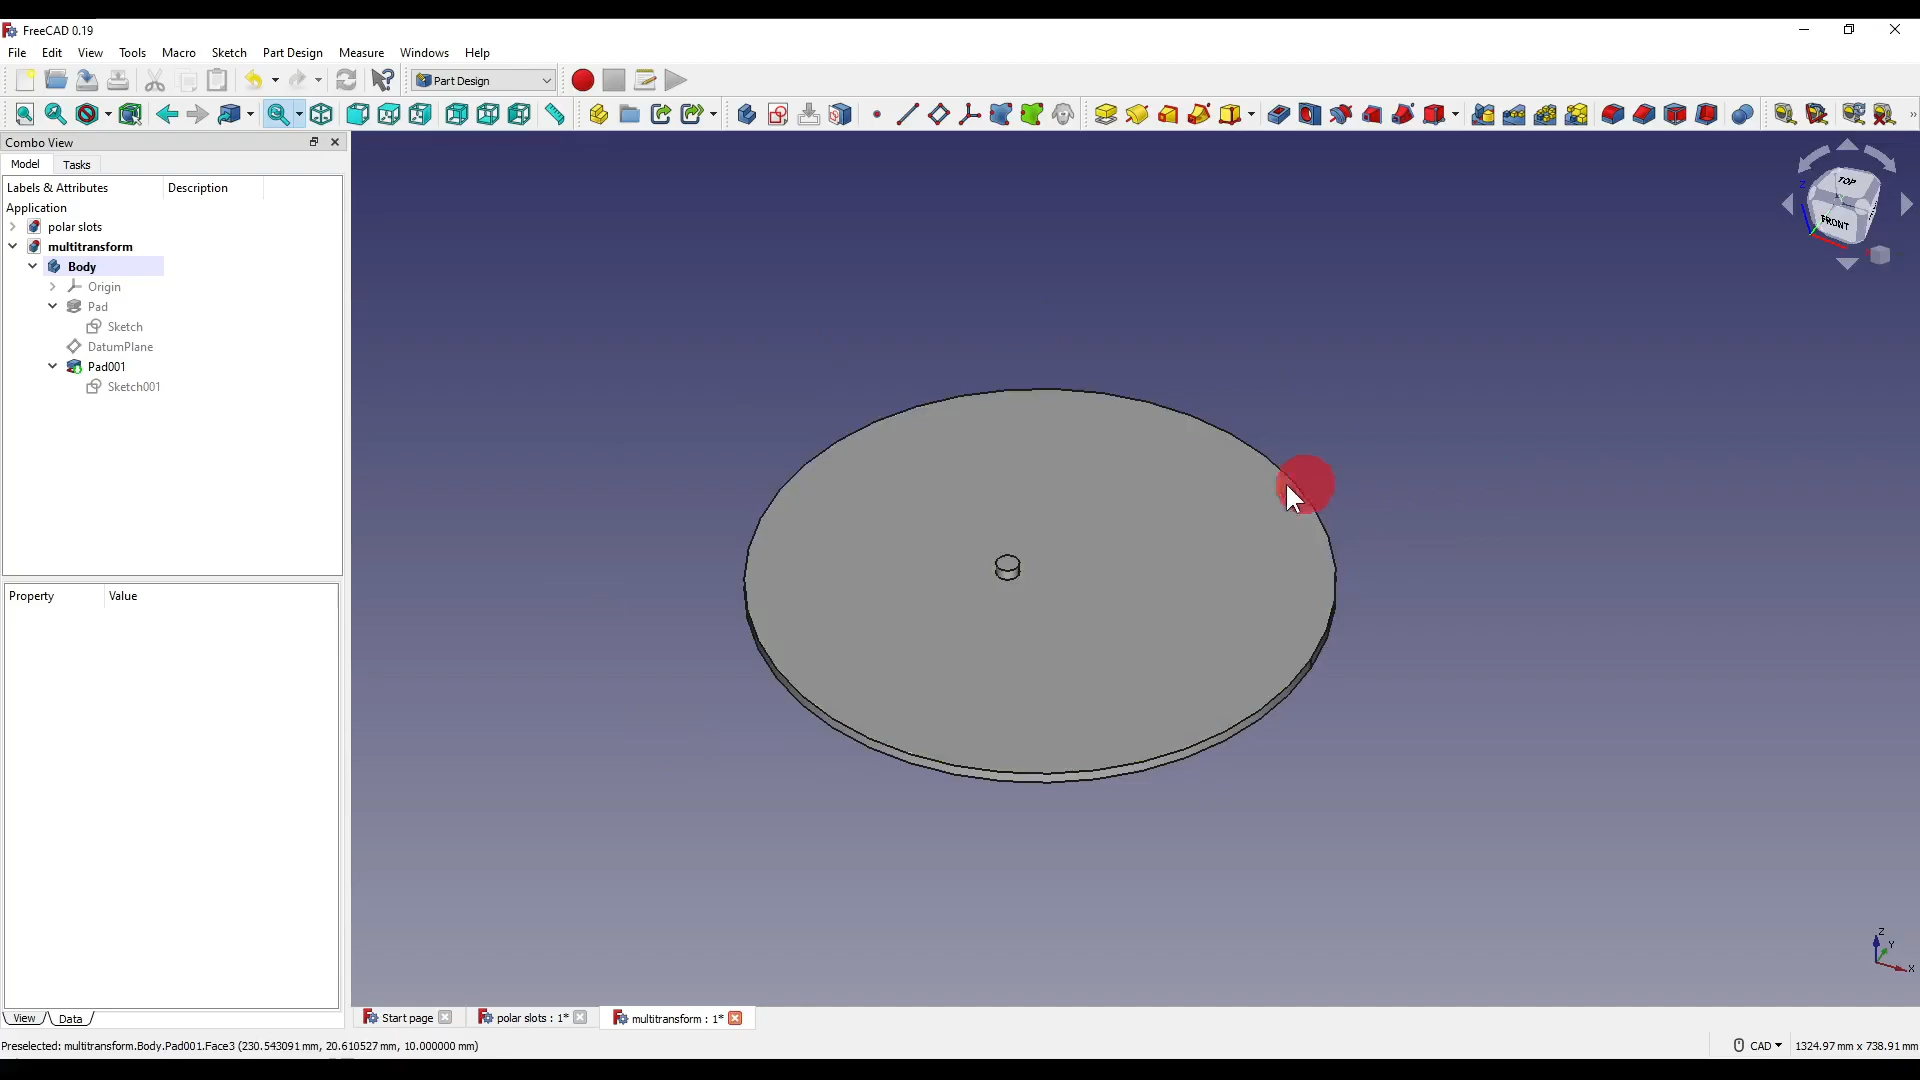 FreeCAD 0.19
File Edit View Tools Macro Sketch Part Design Measure Windows Help
Part Design
Combo View
Model Tasks
Labels & Attributes Description
Application
polar slots
multitransform
Body
Origin
Pad
Sketch
DatumPlane
Pad001
Sketch001
Property Value
TOP
FRONT
Z
Z
Y
X
View Data
Start page polar slots : 1* multitransform : 1*
Preselected: multitransform.Body.Pad001.Face3 (230.543091 mm, 20.610527 mm, 10.000000 mm)
CAD 1324.97 mm x 738.91 mm